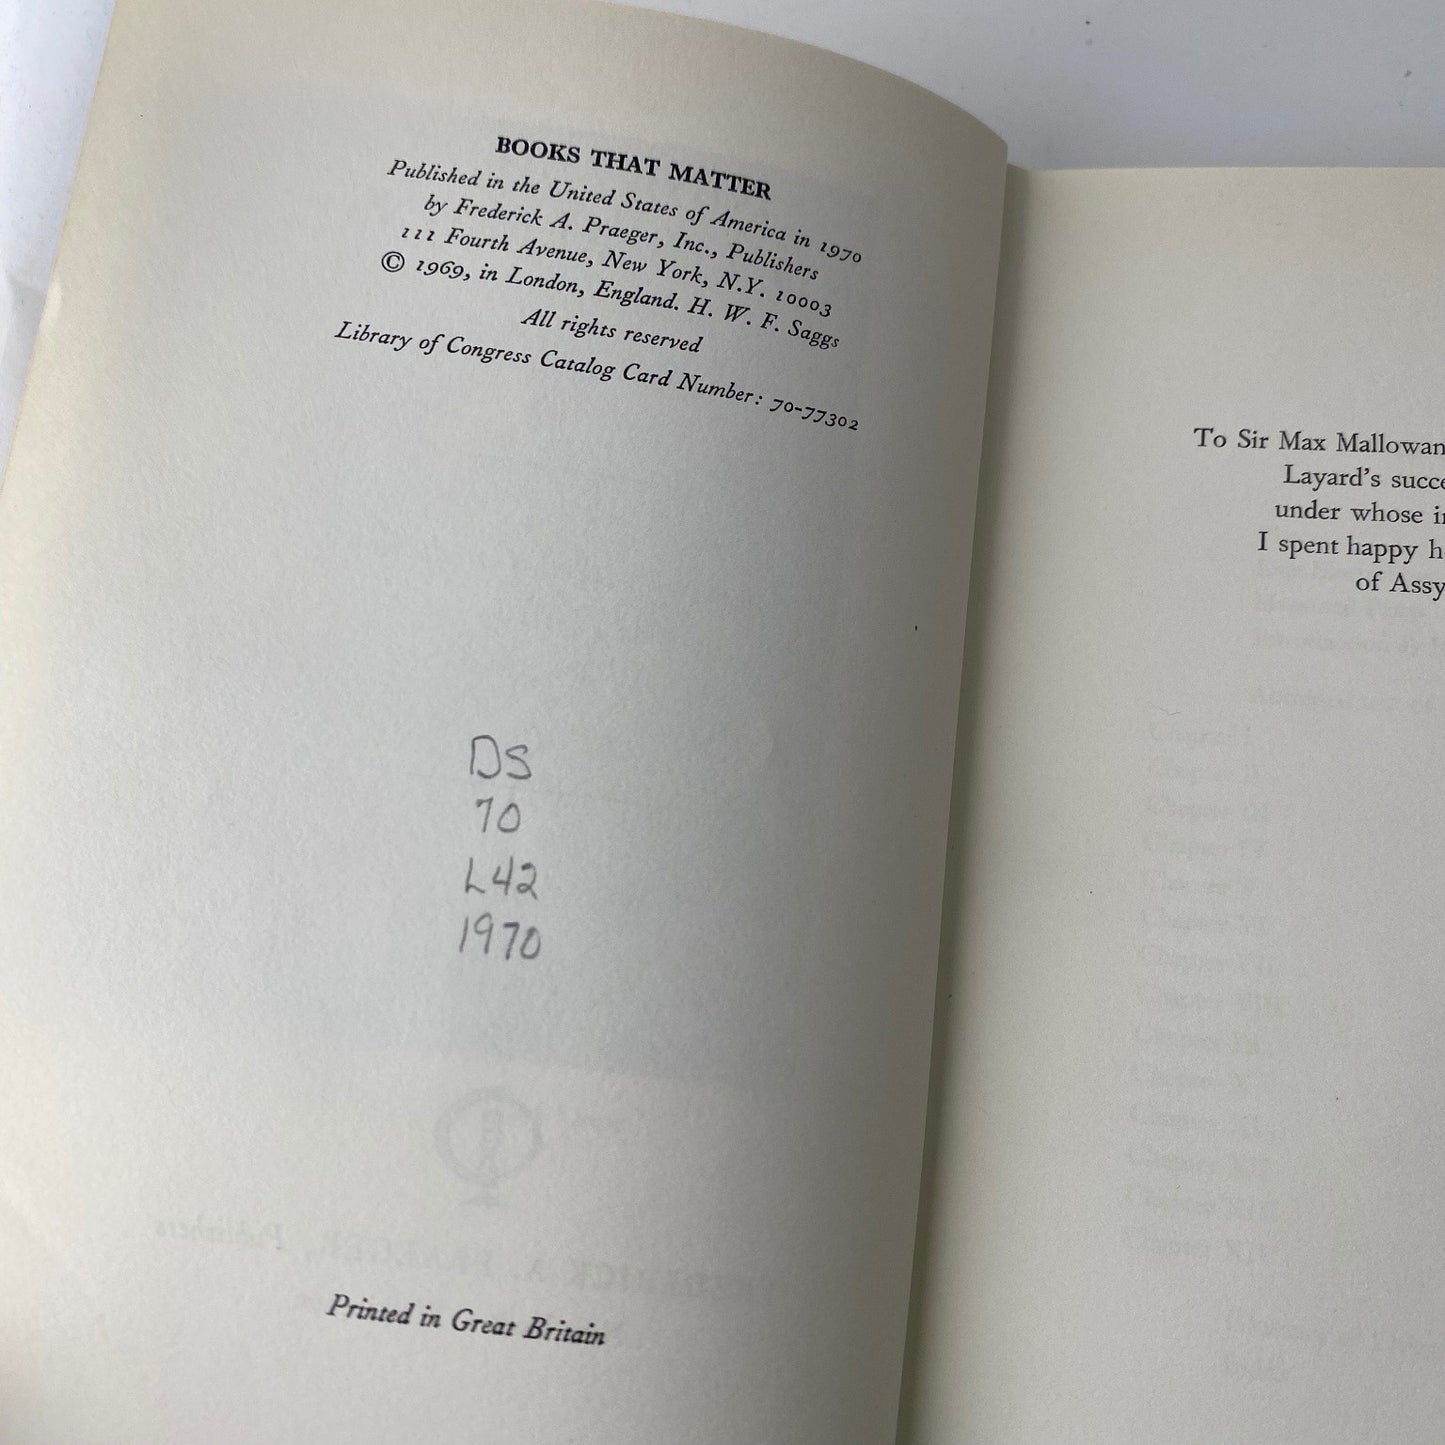 BOOKS THAT MATTER
Published in the United States of America in 1970
by Frederick A. Praeger, Inc., Publishers
111 Fourth Avenue, New York, N.Y. 10003
© 1969, in London, England. H. W. F. Saggs
All rights reserved
Library of Congress Catalog Card Number: 70-77302
DS
70
L42
1970
Printed in Great Britain
To Sir Max Mallowan
Layard's
under whose
I spent happy
of